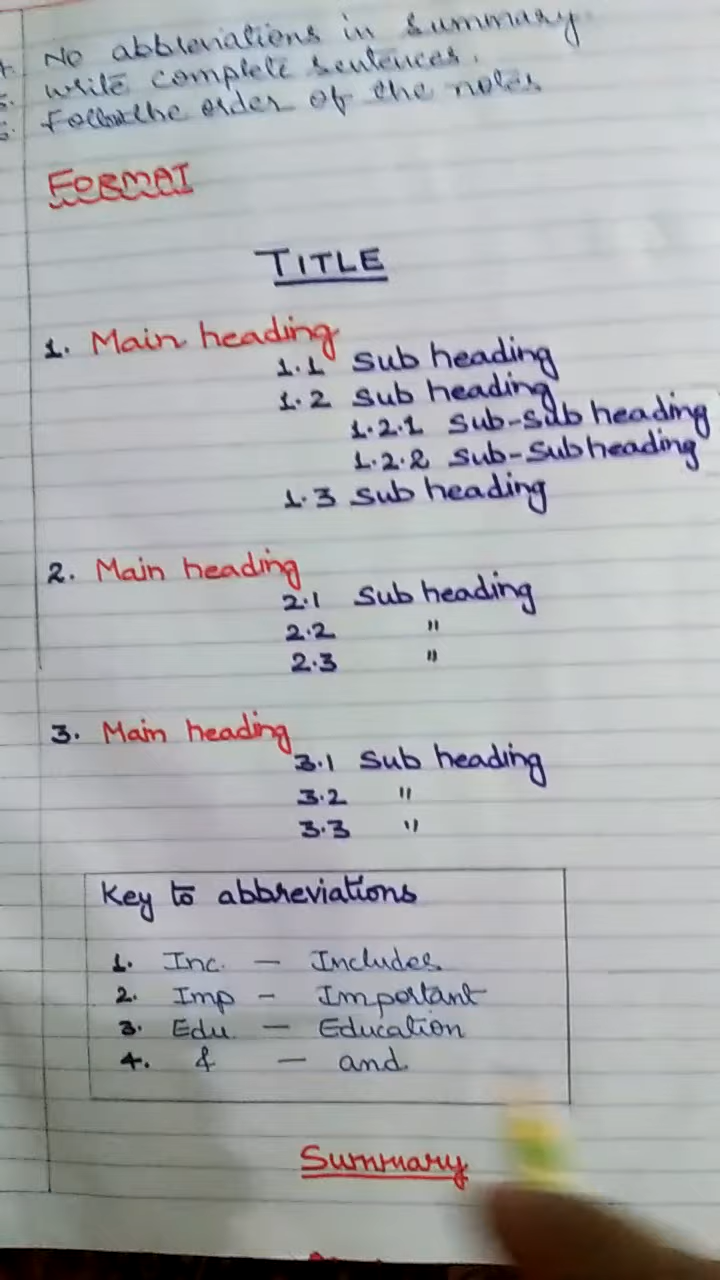 No abbreviations in summary.
write complete sentences.
Follow the order of the notes
FORMAT
TITLE
1. Main heading
1.1 Sub heading
1.2 Sub heading
1.2.1 Sub-Sub heading
1.2.2 Sub-Sub heading
1.3 Sub heading
2. Main heading
2.1 Sub heading
2.2 "
2.3 "
3. Main heading
3.1 Sub heading
3.2 "
3.3 "
Key to abbreviations
1. Inc. - Includes
2. Imp - Important
3. Edu - Education
4. & - and.
Summary